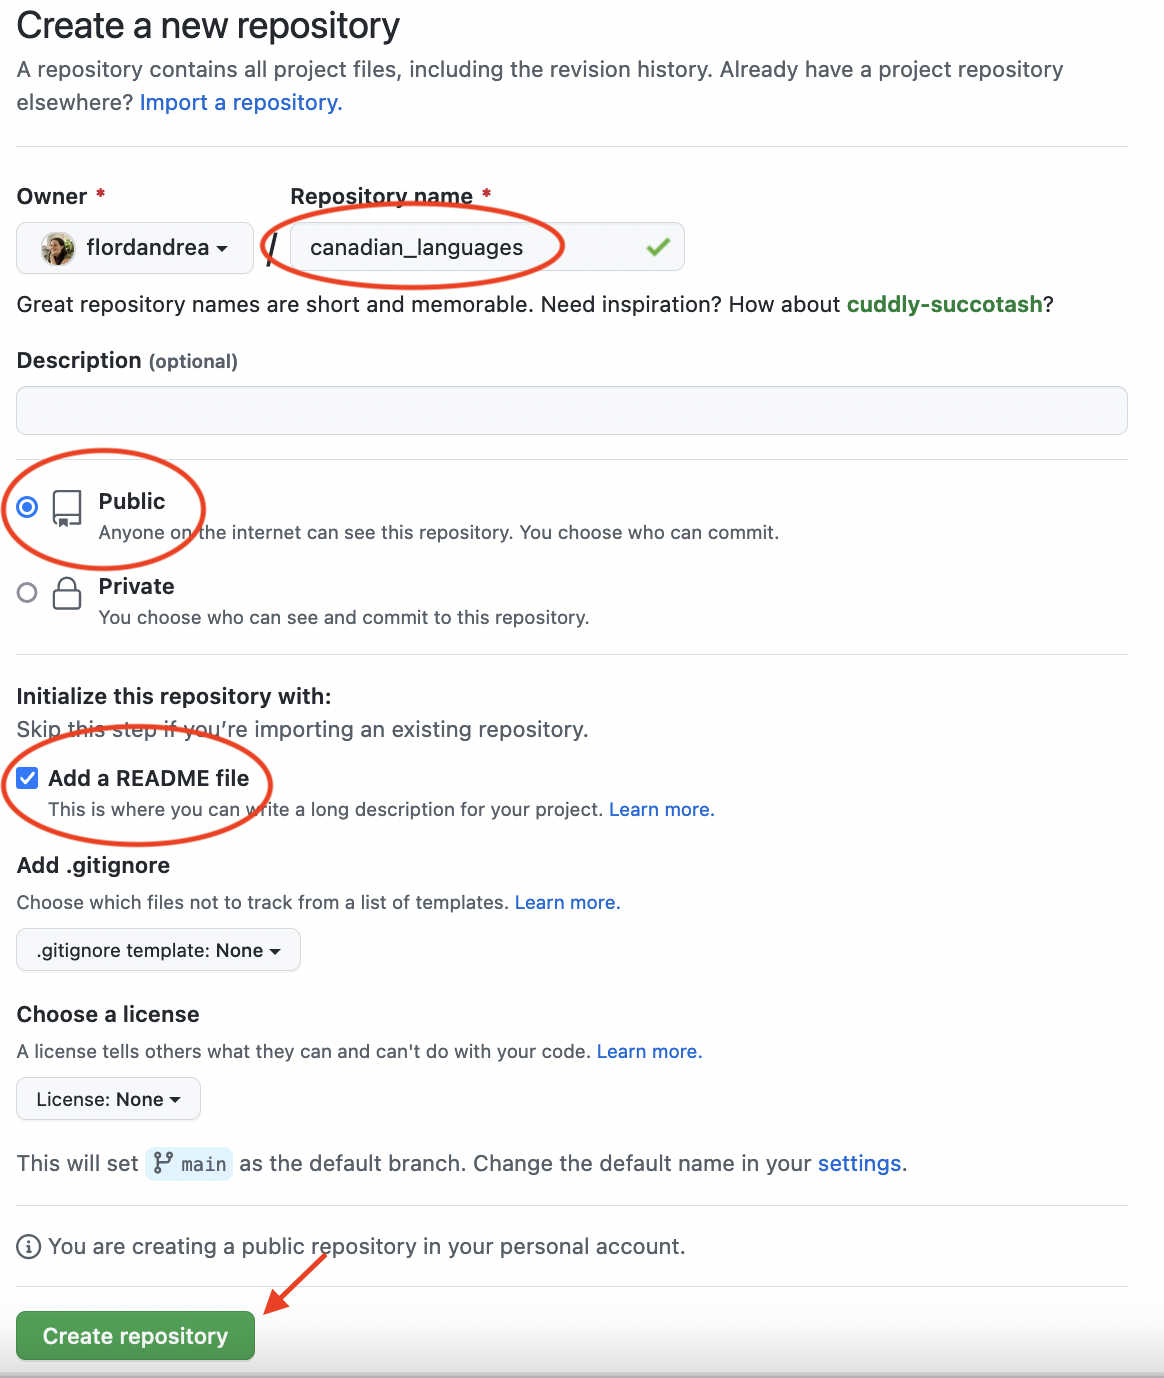 Create a new repository
A repository contains all project files, including the revision history. Already have a project repository
elsewhere? Import a repository.
Owner * Repository name *
flordandrea / canadian_languages
Great repository names are short and memorable. Need inspiration? How about cuddly-succotash?
Description (optional)
Public
Anyone on the internet can see this repository. You choose who can commit.
Private
You choose who can see and commit to this repository.
Initialize this repository with:
Skip this step if you’re importing an existing repository.
Add a README file
This is where you can write a long description for your project. Learn more.
Add .gitignore
Choose which files not to track from a list of templates. Learn more.
.gitignore template: None
Choose a license
A license tells others what they can and can't do with your code. Learn more.
License: None
This will set main as the default branch. Change the default name in your settings.
You are creating a public repository in your personal account.
Create repository